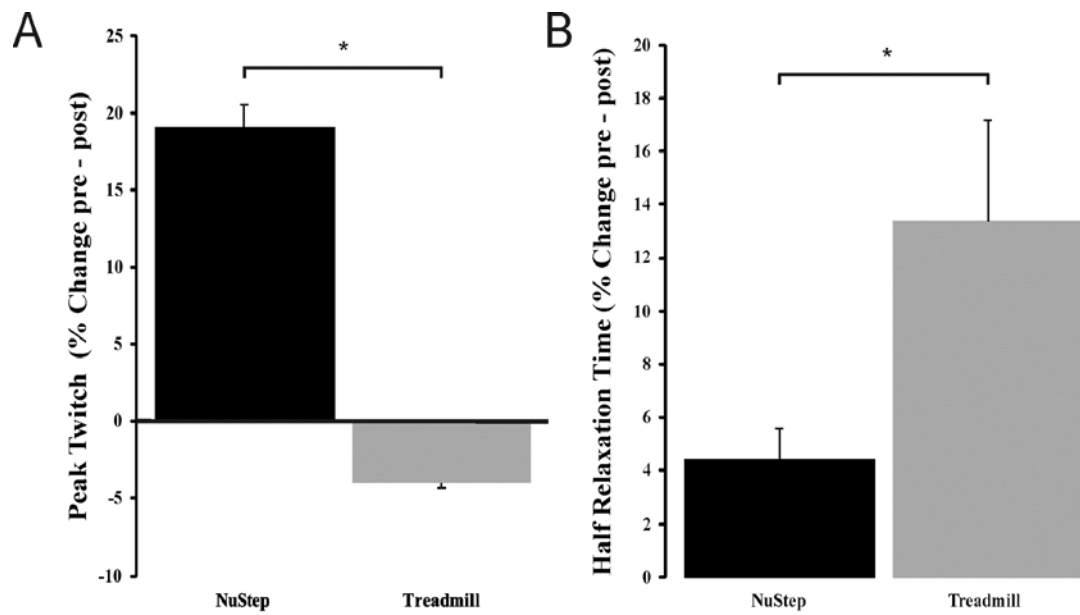 A
Peak Twitch (% Change pre - post)
25
20
15
10
5
0
-5
-10
*
NuStep
Treadmill
B
Half Relaxation Time (% Change pre - post)
20
18
16
14
12
10
8
6
4
2
0
*
NuStep
Treadmill